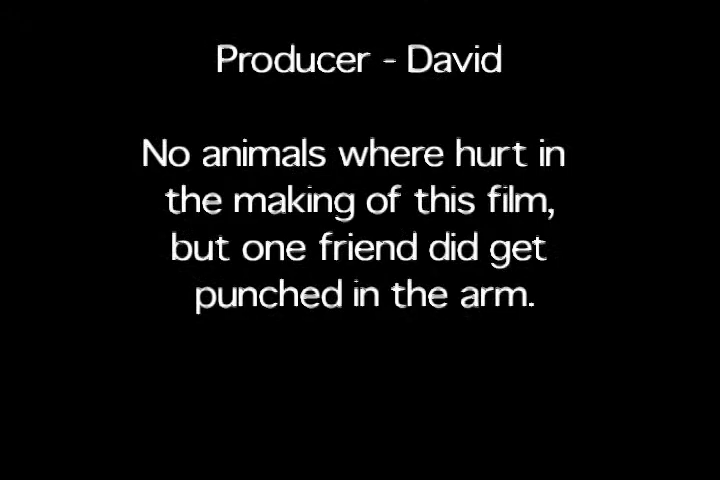 Producer - David
No animals where hurt in
the making of this film,
but one friend did get
punched in the arm.